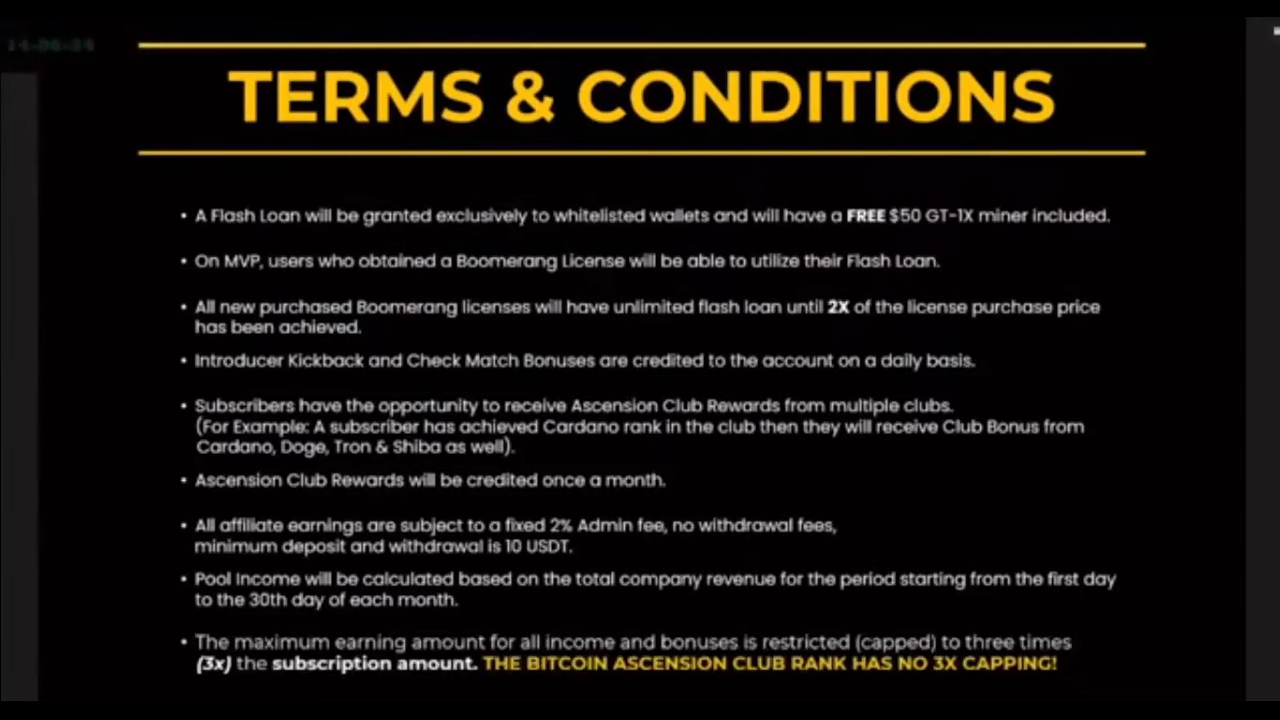 TERMS & CONDITIONS
• A Flash Loan will be granted exclusively to whitelisted wallets and will have a FREE $50 GT-1X miner included.
• On MVP, users who obtained a Boomerang License will be able to utilize their Flash Loan.
• All new purchased Boomerang licenses will have unlimited flash loan until 2X of the license purchase price
has been achieved.
• Introducer Kickback and Check Match Bonuses are credited to the account on a daily basis.
• Subscribers have the opportunity to receive Ascension Club Rewards from multiple clubs.
(For Example: A subscriber has achieved Cardano rank in the club then they will receive Club Bonus from
Cardano, Doge, Tron & Shiba as well).
• Ascension Club Rewards will be credited once a month.
• All affiliate earnings are subject to a fixed 2% Admin fee, no withdrawal fees,
minimum deposit and withdrawal is 10 USDT.
• Pool Income will be calculated based on the total company revenue for the period starting from the first day
to the 30th day of each month.
• The maximum earning amount for all income and bonuses is restricted (capped) to three times
(3x) the subscription amount. THE BITCOIN ASCENSION CLUB RANK HAS NO 3X CAPPING!